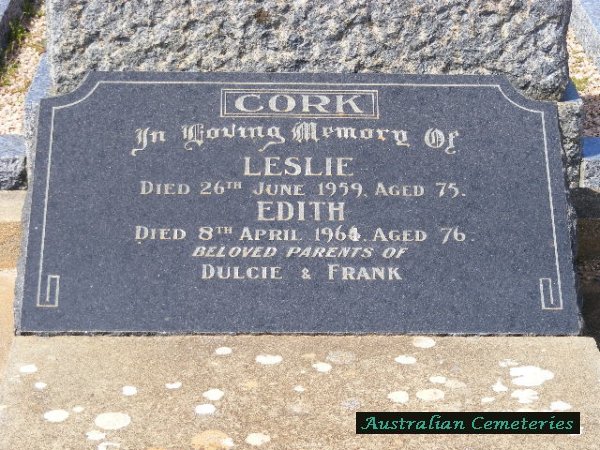 CORK
In Loving Memory Of
LESLIE
DIED 26TH JUNE 1959. AGED 75.
EDITH
DIED 8TH APRIL 1964. AGED 76.
BELOVED PARENTS OF
DULCIE & FRANK
Australian Cemeteries